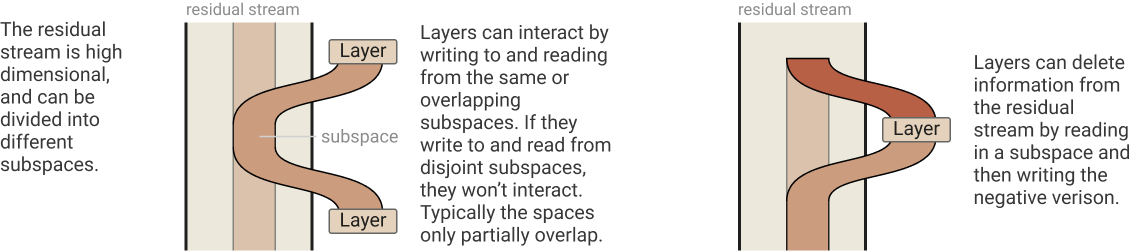 The residual
stream is high
dimensional,
and can be
divided into
different
subspaces.
residual stream
Layer
subspace
Layer
Layers can interact by
writing to and reading
from the same or
overlapping
subspaces. If they
write to and read from
disjoint subspaces,
they won’t interact.
Typically the spaces
only partially overlap.
residual stream
Layer
Layers can delete
information from
the residual
stream by reading
in a subspace and
then writing the
negative verison.